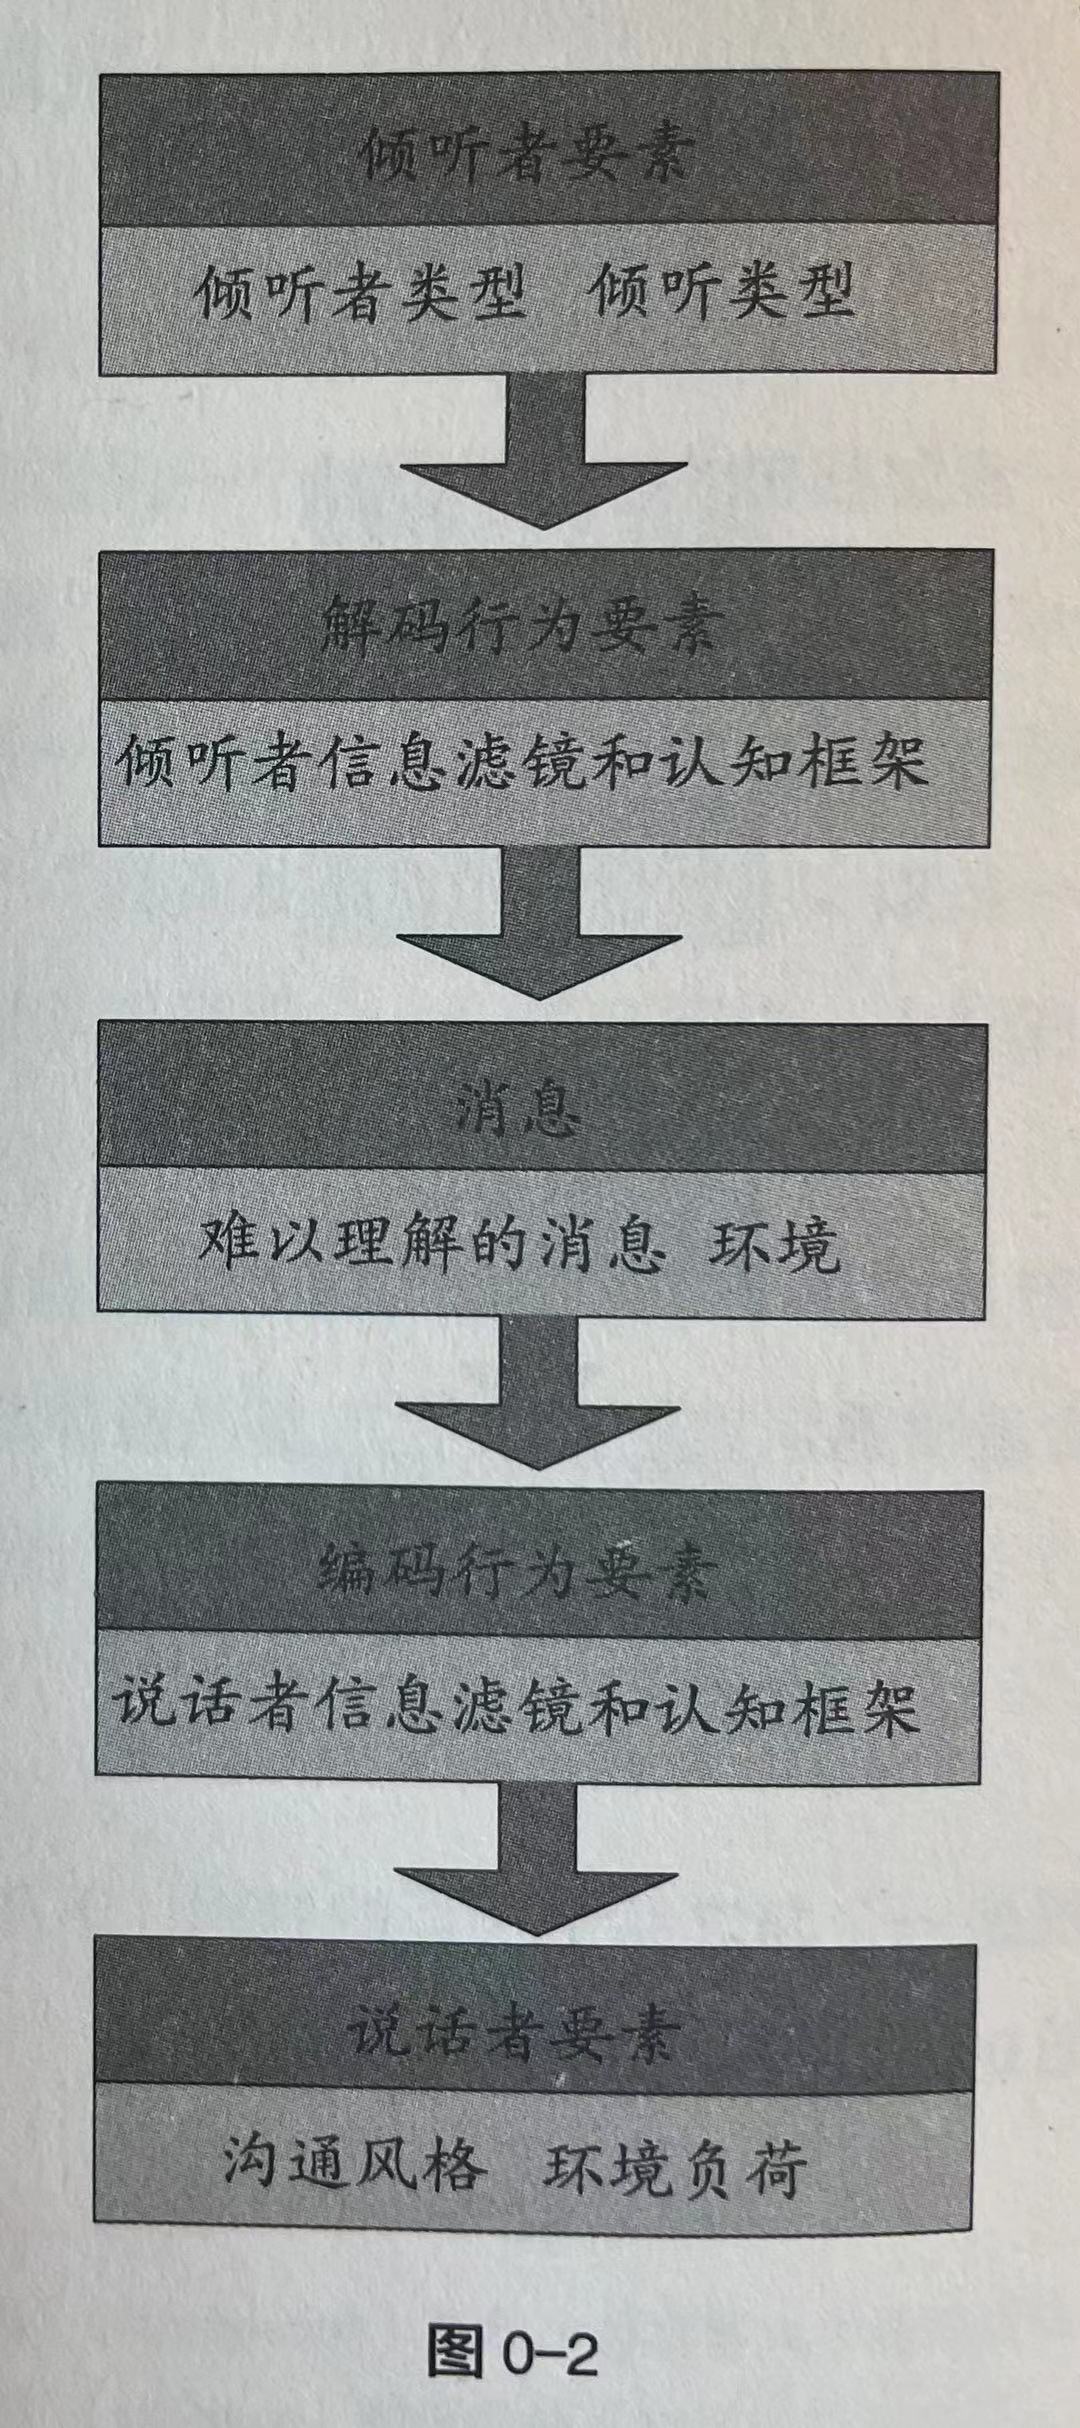 倾听者要素
倾听者类型 倾听类型
解码行为要素
倾听者信息滤镜和认知框架
消息
难以理解的消息 环境
编码行为要素
说话者信息滤镜和认知框架
说话者要素
沟通风格 环境负荷
图 0-2